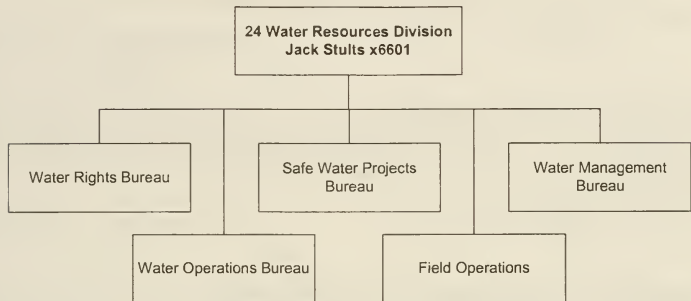 24 Water Resources Division
Jack Stults x6601
Water Rights Bureau
Safe Water Projects
Bureau
Water Management
Bureau
Water Operations Bureau
Field Operations